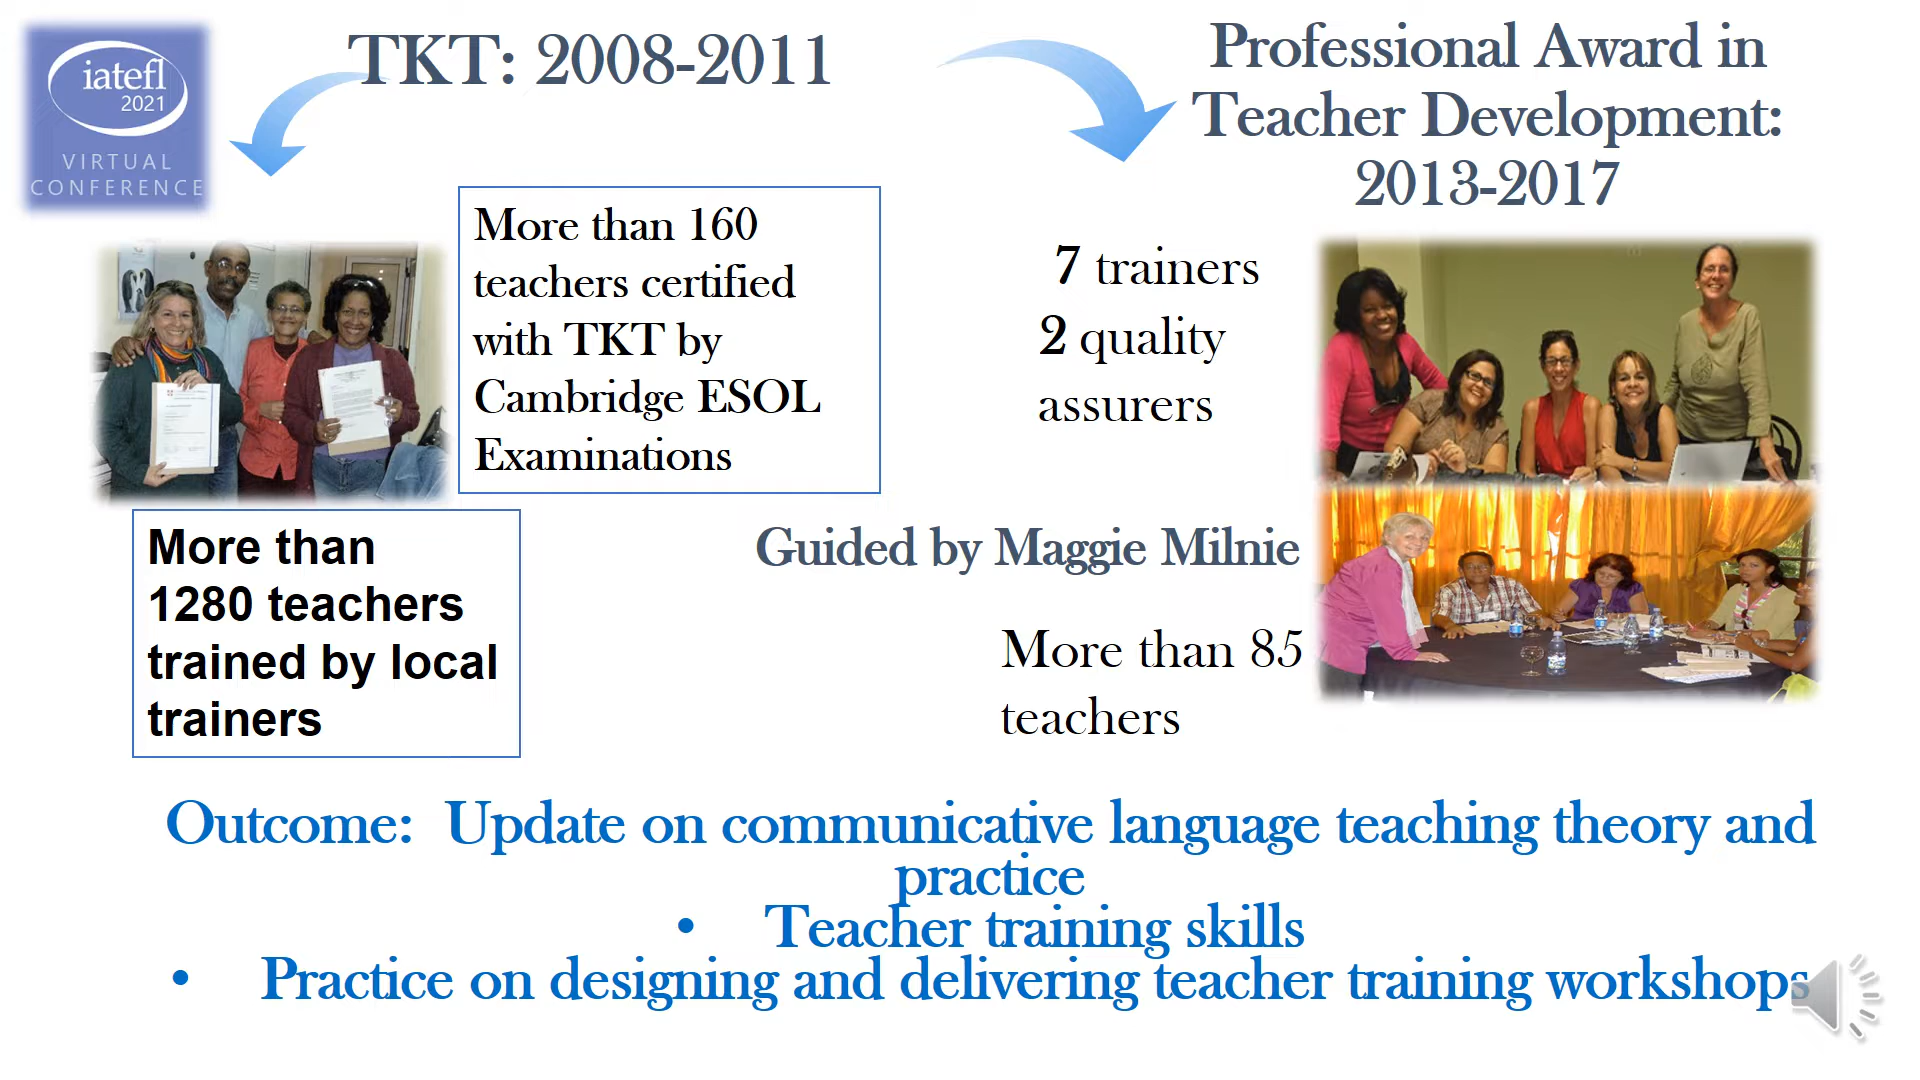 iatefl
2021
VIRTUAL
CONFERENCE
TKT: 2008-2011
Professional Award in
Teacher Development:
2013-2017
More than 160
teachers certified
with TKT by
Cambridge ESOL
Examinations
7 trainers
2 quality
assurers
More than
1280 teachers
trained by local
trainers
Guided by Maggie Milnie
More than 85
teachers
Outcome: Update on communicative language teaching theory and
practice
• Teacher training skills
• Practice on designing and delivering teacher training workshops